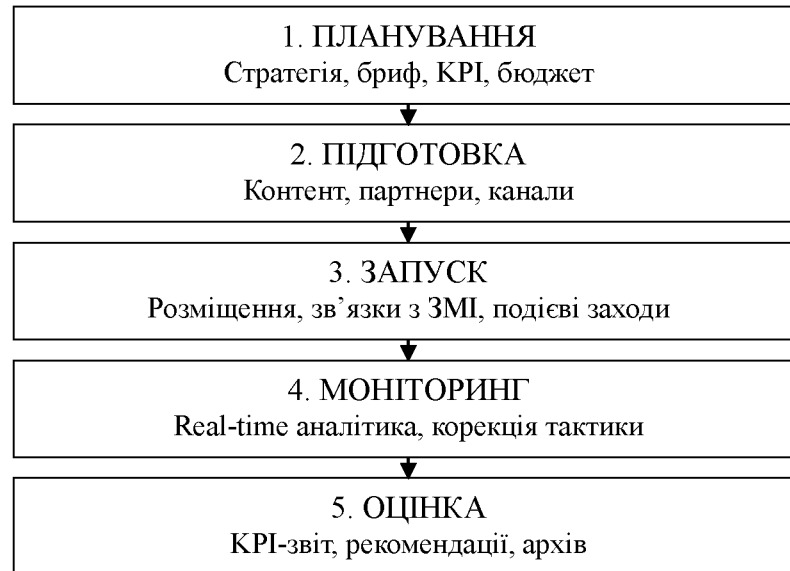 1. ПЛАНУВАННЯ
Стратегія, бриф, KPI, бюджет
2. ПІДГОТОВКА
Контент, партнери, канали
3. ЗАПУСК
Розміщення, зв’язки з ЗМІ, подієві заходи
4. МОНІТОРИНГ
Real-time аналітика, корекція тактики
5. ОЦІНКА
KPI-звіт, рекомендації, архів